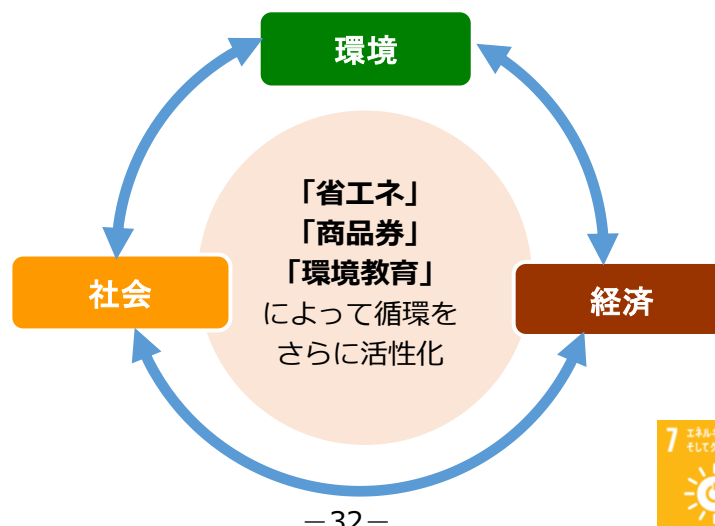 環境
「省エネ」
「商品券」
「環境教育」
によって循環を
さらに活性化
社会
経済
7
－32－